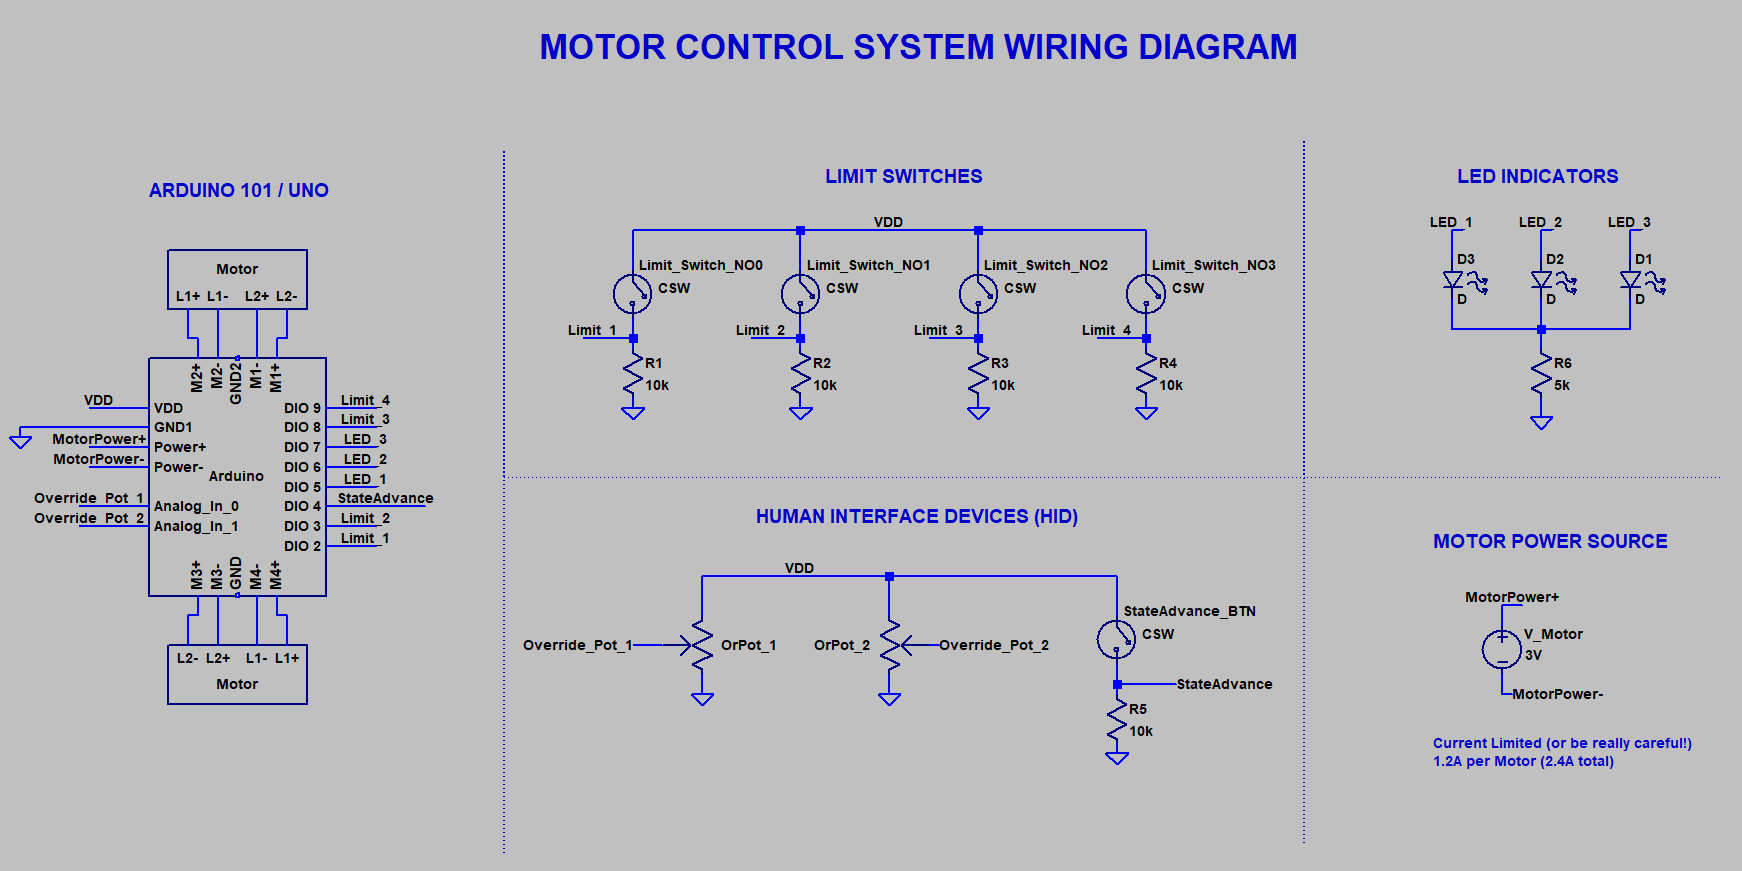 MOTOR CONTROL SYSTEM WIRING DIAGRAM
ARDUINO 101 / UNO
Motor
L1+ L1- L2+ L2-
M2+ M2- GND2 M1- M1+
VDD VDD DIO 9 Limit_4
GND1 DIO 8 Limit_3
MotorPower+ Power+ DIO 7 LED_3
MotorPower- Power- DIO 6 LED_2
Arduino
DIO 5 LED_1
Override_Pot_1 Analog_In_0 DIO 4 StateAdvance
Override_Pot_2 Analog_In_1 DIO 3 Limit_2
DIO 2 Limit_1
M3+ M3- GND M4- M4+
L2- L2+ L1- L1+
Motor
LIMIT SWITCHES
VDD
Limit_Switch_NO0 Limit_Switch_NO1 Limit_Switch_NO2 Limit_Switch_NO3
CSW CSW CSW CSW
Limit_1 Limit_2 Limit_3 Limit_4
R1 R2 R3 R4
10k 10k 10k 10k
LED INDICATORS
LED_1 LED_2 LED_3
D3 D2 D1
D D D
R6
5k
HUMAN INTERFACE DEVICES (HID)
VDD
StateAdvance_BTN
CSW
Override_Pot_1 OrPot_1 OrPot_2 Override_Pot_2
StateAdvance
R5
10k
MOTOR POWER SOURCE
MotorPower+
V_Motor
3V
MotorPower-
Current Limited (or be really careful!)
1.2A per Motor (2.4A total)